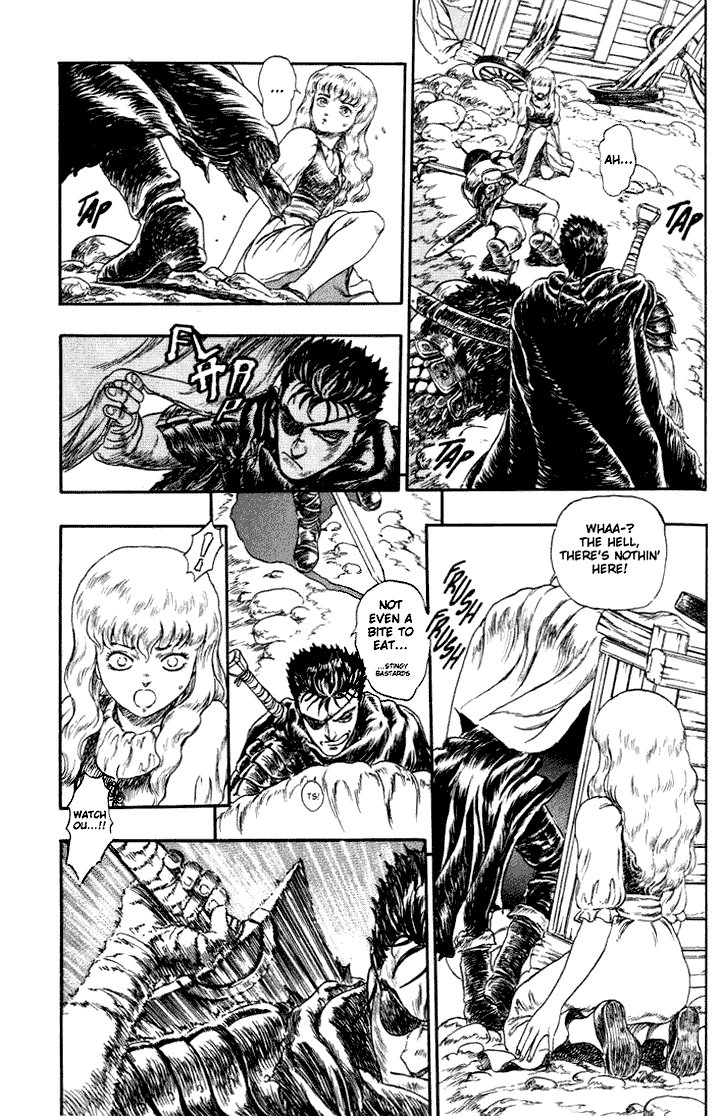 AH...
TAP
TAP
...
TAP
FLAP
WHAA-?
THE HELL,
THERE'S NOTHIN'
HERE!
FRUSH
FRUSH
NOT
EVEN A
BITE TO
EAT...
...STINGY
BASTARDS
TS!
!
WATCH
OU...!!